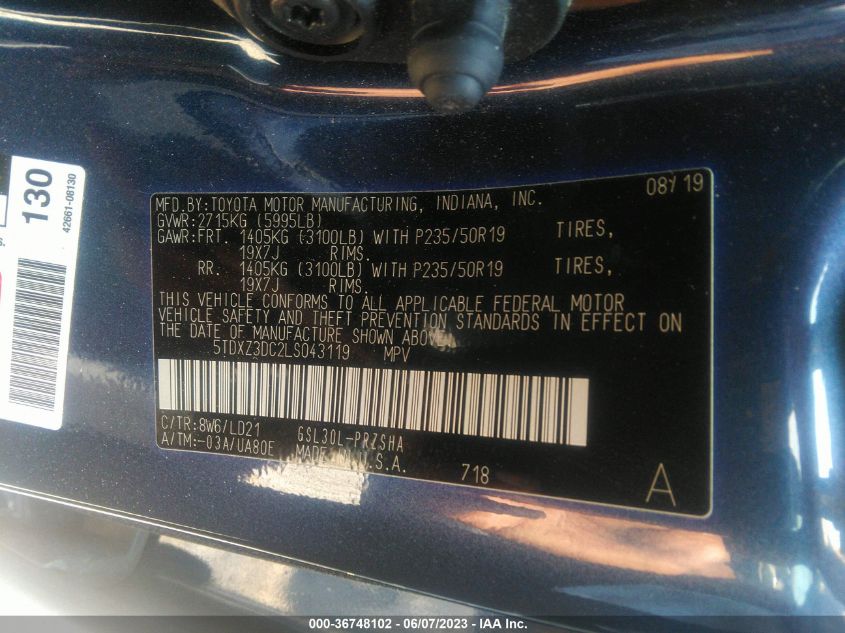 130
42661-08130
S.
MFD.BY:TOYOTA MOTOR MANUFACTURING, INDIANA, INC. 08/19
GVWR:2715KG (5995LB)
GAWR:FRT. 1405KG (3100LB) WITH P235/50R19 TIRES,
19X7J RIMS.
RR. 1405KG (3100LB) WITH P235/50R19 TIRES,
19X7J RIMS.
THIS VEHICLE CONFORMS TO ALL APPLICABLE FEDERAL MOTOR
VEHICLE SAFETY AND THEFT PREVENTION STANDARDS IN EFFECT ON
THE DATE OF MANUFACTURE SHOWN ABOVE.
5TDXZ3DC2LS043119 MPV
C/TR:8W6/LD21 GSL30L-PRZSHA
A/TM:-03A/UA80E MADE IN U.S.A. 718
A
000-36748102 - 06/07/2023 - IAA Inc.